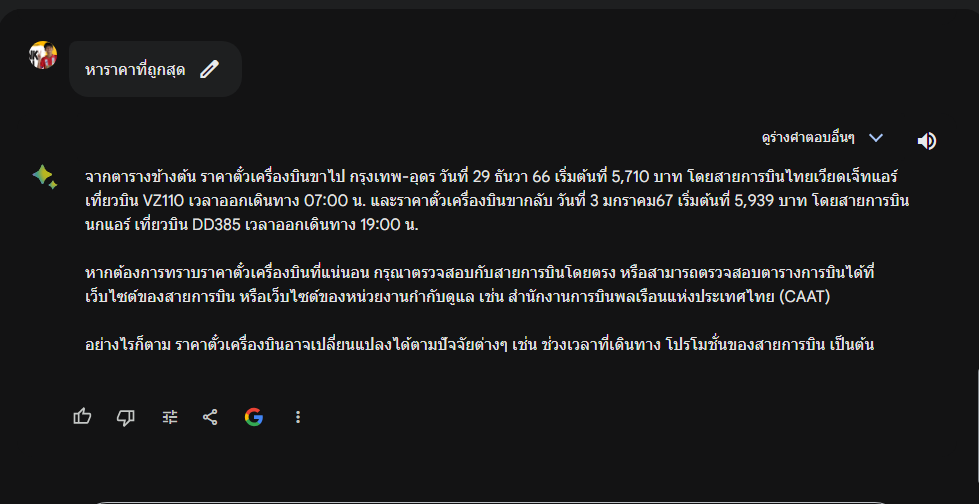 หาราคาที่ถูกสุด
ดูร่างคำตอบอื่นๆ
จากตารางข้างต้น ราคาตั๋วเครื่องบินขาไป กรุงเทพ-อุดร วันที่ 29 ธันวา 66 เริ่มต้นที่ 5,710 บาท โดยสายการบินไทยเวียดเจ็ทแอร์
เที่ยวบิน VZ110 เวลาออกเดินทาง 07:00 น. และราคาตั๋วเครื่องบินขากลับ วันที่ 3 มกราคม67 เริ่มต้นที่ 5,939 บาท โดยสายการบิน
นกแอร์ เที่ยวบิน DD385 เวลาออกเดินทาง 19:00 น.
หากต้องการทราบราคาตั๋วเครื่องบินที่แน่นอน กรุณาตรวจสอบกับสายการบินโดยตรง หรือสามารถตรวจสอบตารางการบินได้ที่
เว็บไซต์ของสายการบิน หรือเว็บไซต์ของหน่วยงานกำกับดูแล เช่น สำนักงานการบินพลเรือนแห่งประเทศไทย (CAAT)
อย่างไรก็ตาม ราคาตั๋วเครื่องบินอาจเปลี่ยนแปลงได้ตามปัจจัยต่างๆ เช่น ช่วงเวลาที่เดินทาง โปรโมชั่นของสายการบิน เป็นต้น